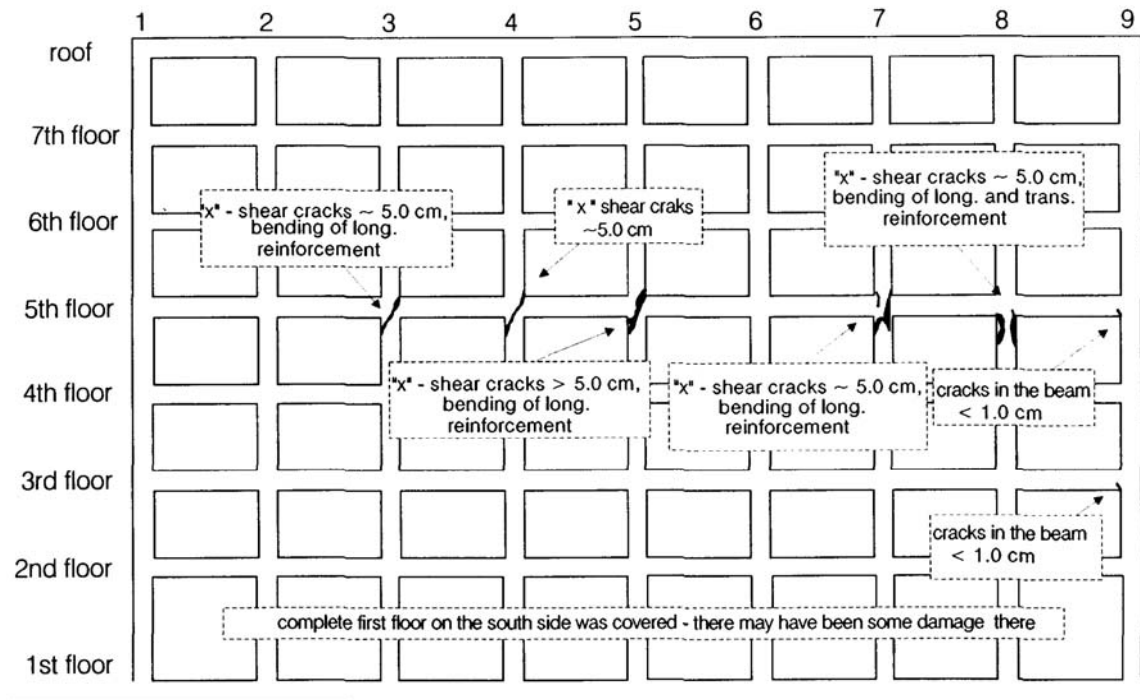 1 2 3 4 5 6 7 8 9
roof
7th floor
6th floor
5th floor
4th floor
3rd floor
2nd floor
1st floor
"x" - shear cracks ~ 5.0 cm,
bending of long.
reinforcement
"x" shear craks
~5.0 cm
"x" - shear cracks ~ 5.0 cm,
bending of long. and trans.
reinforcement
"x" - shear cracks > 5.0 cm,
bending of long.
reinforcement
"x" - shear cracks ~ 5.0 cm,
bending of long.
reinforcement
cracks in the beam
< 1.0 cm
cracks in the beam
< 1.0 cm
complete first floor on the south side was covered - there may have been some damage there